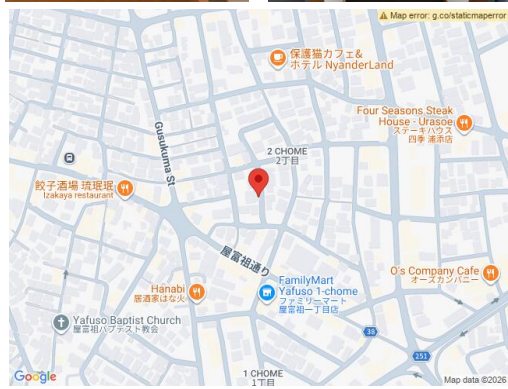 Map error: g.co/staticmaperror
保護猫カフェ&
ホテル NyanderLand
Four Seasons Steak
House - Urasoe
ステーキハウス
四季 浦添店
Gusukuma St
2 CHOME
2丁目
餃子酒場 琉珉珉
Izakaya restaurant
屋富祖通り
O's Company Cafe
オーズカンパニー
Hanabi
居酒家はな火
FamilyMart
Yafuso 1-chome
ファミリーマート
屋富祖一丁目店
Yafuso Baptist Church
屋富祖バプテスト教会
38
251
1 CHOME
1丁目
Google
Map data ©2026